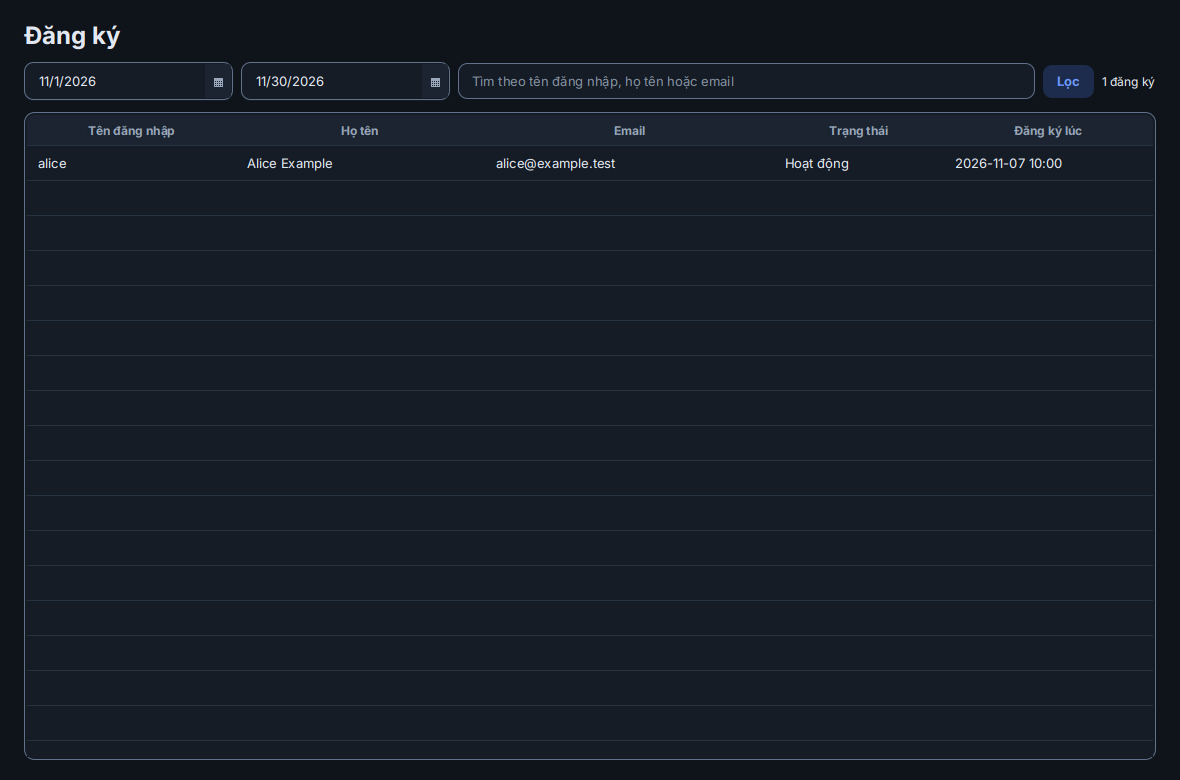 Đăng ký
11/1/2026 11/30/2026 Tìm theo tên đăng nhập, họ tên hoặc email Lọc 1 đăng ký
Tên đăng nhập Họ tên Email Trạng thái Đăng ký lúc
alice Alice Example alice@example.test Hoạt động 2026-11-07 10:00